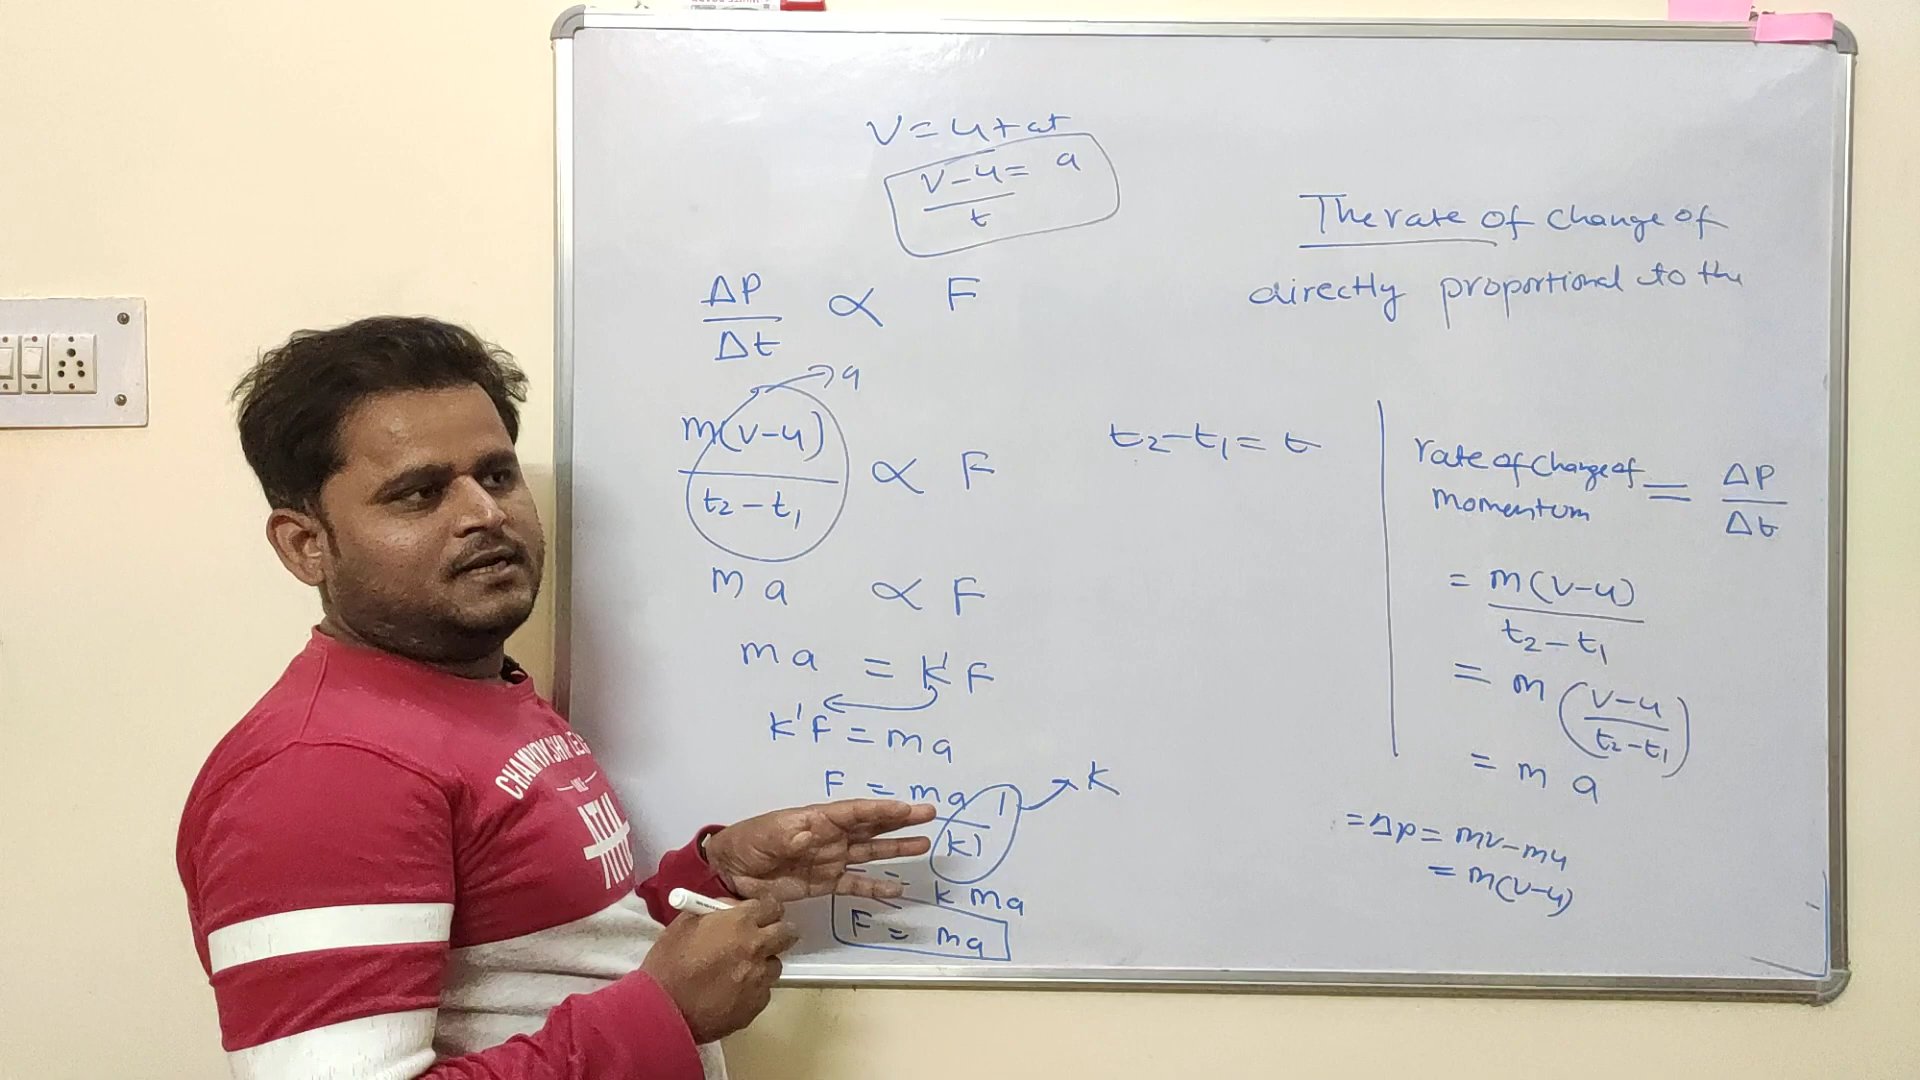 V = u + at
V - u / t = a
ΔP / Δt ∝ F
a
m(v-u) / t₂ - t₁ ∝ F
m a ∝ F
m a = k' F
k'F = ma
F = ma 1 / k'
k
= k ma
F = ma
The rate of change of
directly proportional to the
t₂ - t₁ = t
rate of change of
momentum = ΔP / Δt
= m(v-u) / t₂ - t₁
= m (v-u / t₂-t₁)
= m a
= Δp = mv - mu
= m(v-u)
CHAMPIONSHIP